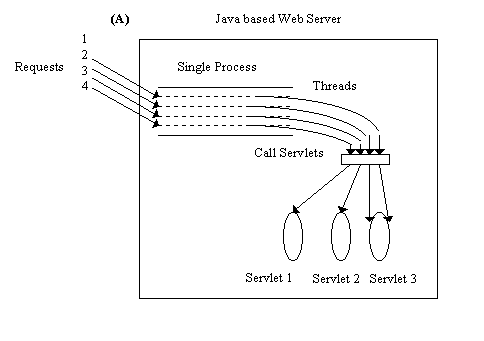 (A) Java based Web Server
1
2
Requests 3 Single Process
4 Threads
Call Servlets
Servlet 1 Servlet 2 Servlet 3